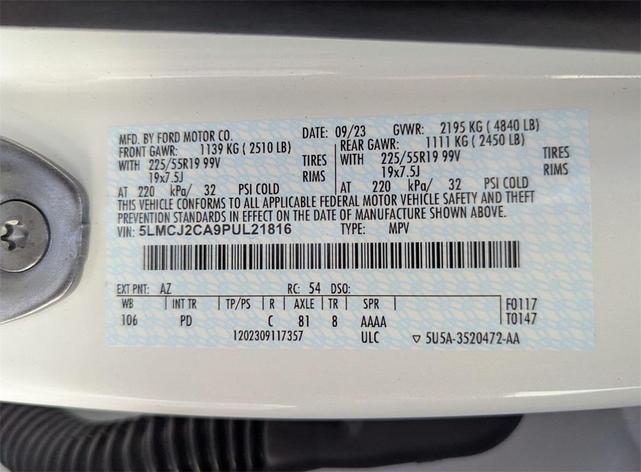 MFD. BY FORD MOTOR CO. DATE: 09/23 GVWR: 2195 KG ( 4840 LB)
FRONT GAWR: 1139 KG ( 2510 LB) REAR GAWR: 1111 KG ( 2450 LB)
WITH 225/55R19 99V TIRES WITH 225/55R19 99V TIRES
19x7.5J RIMS 19x7.5J RIMS
AT 220 kPa/ 32 PSI COLD AT 220 kPa/ 32 PSI COLD
THIS VEHICLE CONFORMS TO ALL APPLICABLE FEDERAL MOTOR VEHICLE SAFETY
STANDARDS IN EFFECT ON THE DATE OF MANUFACTURE SHOWN ABOVE.
VIN: 5LMCJ2CA9PUL21816 TYPE: MPV
EXT PNT: AZ RC: 54 DSO:
WB INT TR TP/PS R AXLE TR SPR F0117
106 PD C 81 8 AAAA T0147
1202309117357 ULC ▽ 5U5A-3520472-AA